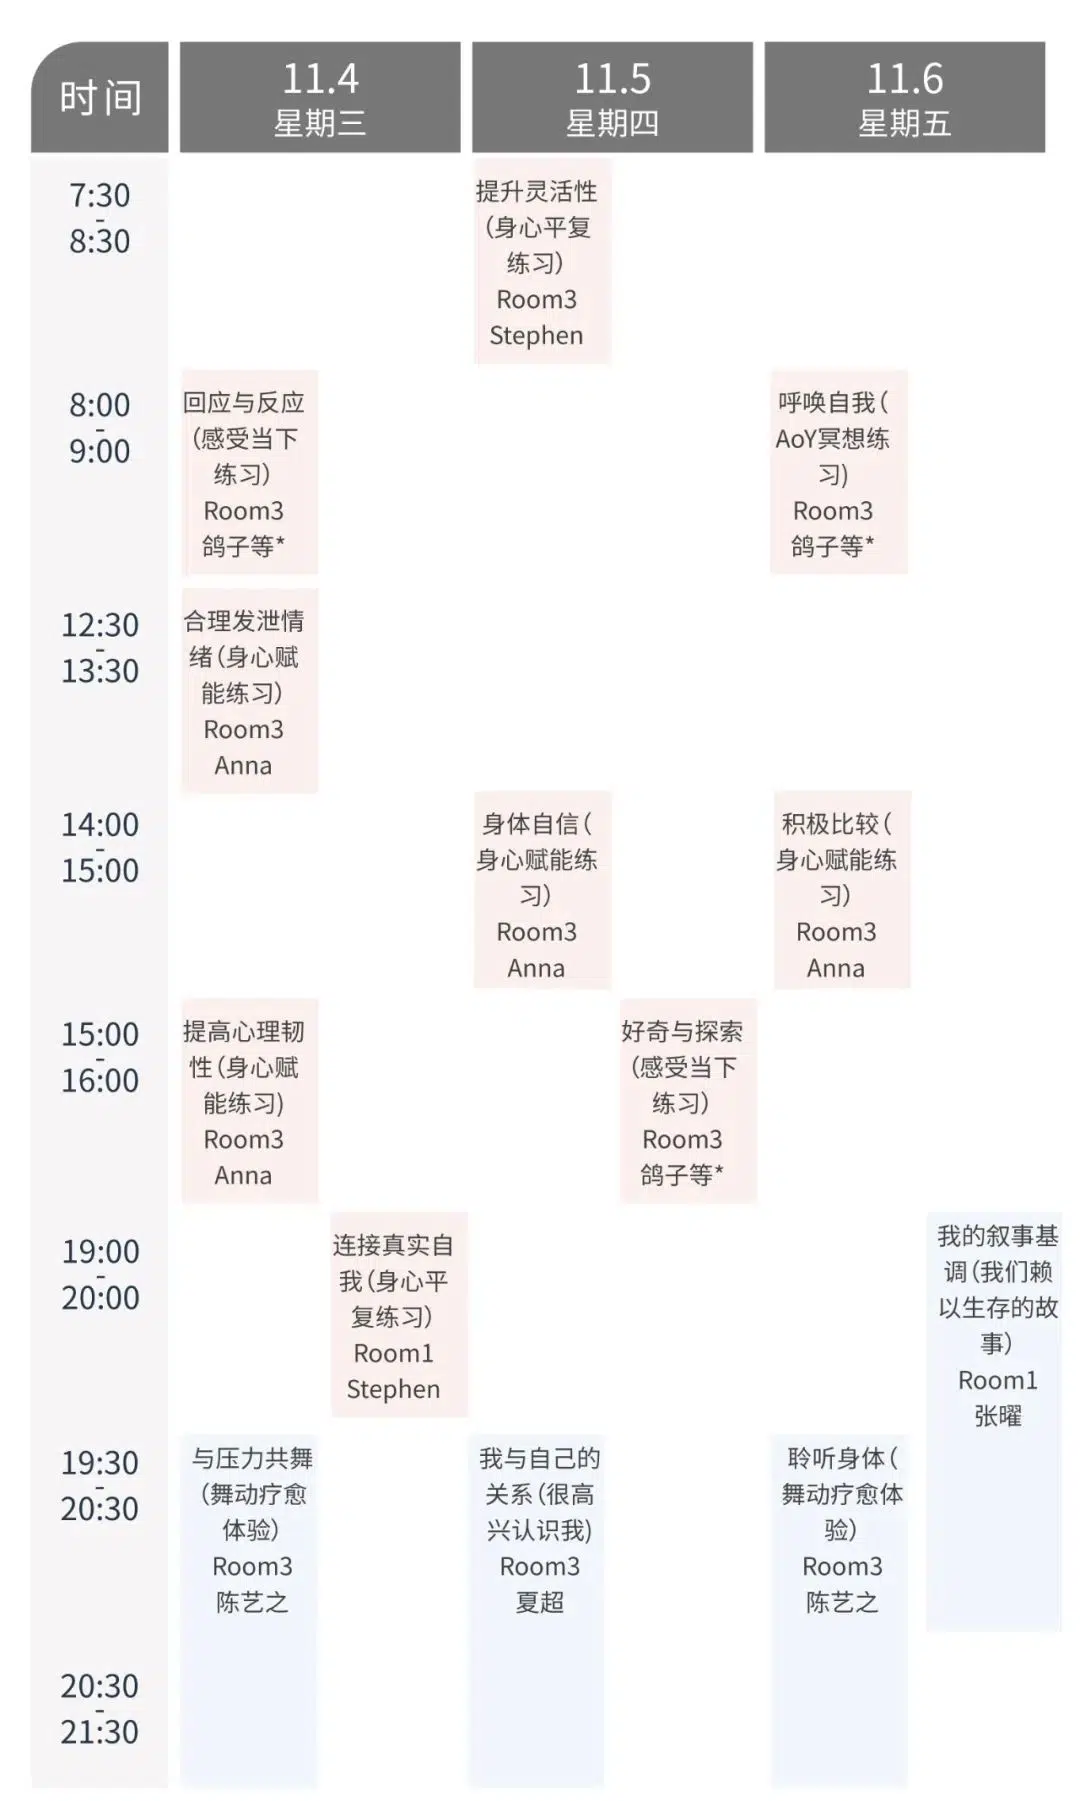 时间
11.4
星期三
11.5
星期四
11.6
星期五
7:30
-
8:30
提升灵活性
(身心平复
练习)
Room3
Stephen
8:00
-
9:00
回应与反应
(感受当下
练习)
Room3
鸽子等*
呼唤自我(
AoY冥想练
习)
Room3
鸽子等*
12:30
-
13:30
合理发泄情
绪(身心赋
能练习)
Room3
Anna
14:00
-
15:00
身体自信(
身心赋能练
习)
Room3
Anna
积极比较(
身心赋能练
习)
Room3
Anna
15:00
-
16:00
提高心理韧
性(身心赋
能练习)
Room3
Anna
好奇与探索
(感受当下
练习)
Room3
鸽子等*
19:00
-
20:00
连接真实自
我(身心平
复练习)
Room1
Stephen
我的叙事基
调(我们赖
以生存的故
事)
Room1
张曜
19:30
-
20:30
与压力共舞
(舞动疗愈
体验)
Room3
陈艺之
我与自己的
关系(很高
兴认识我)
Room3
夏超
聆听身体(
舞动疗愈体
验)
Room3
陈艺之
20:30
-
21:30